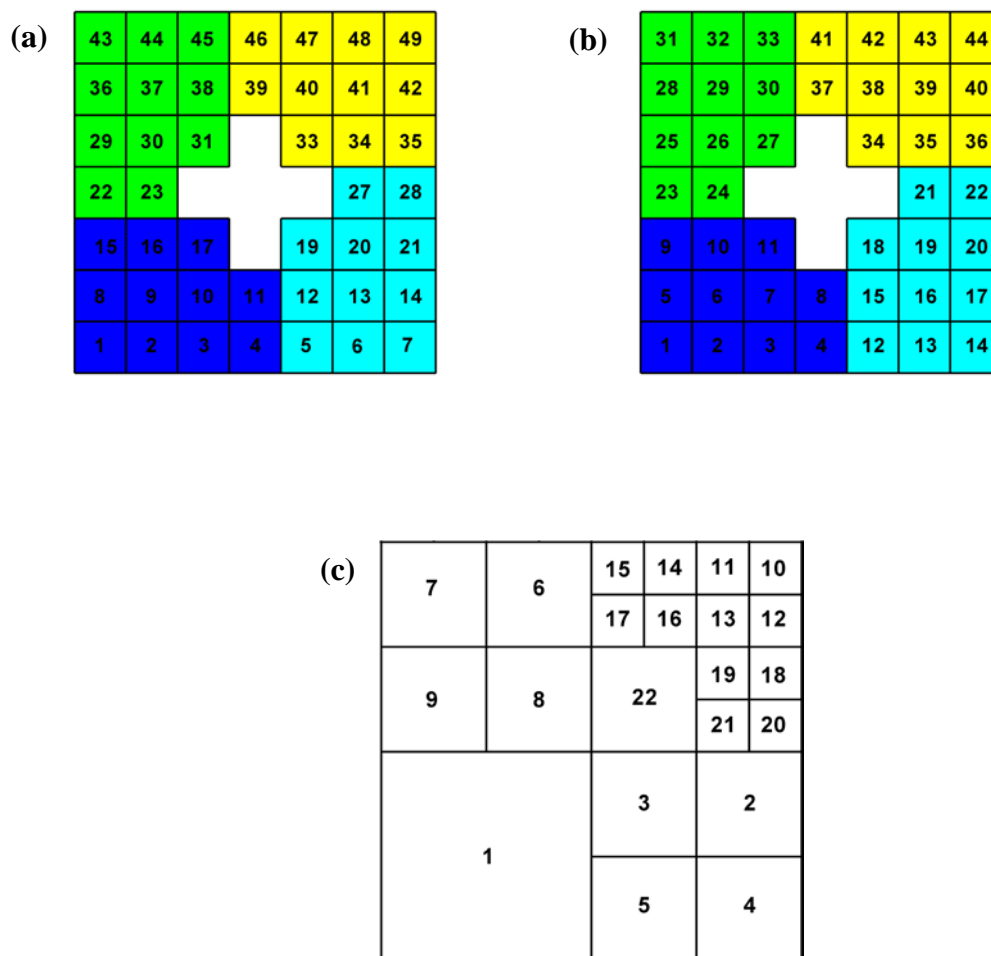 (a)
43 44 45 46 47 48 49
36 37 38 39 40 41 42
29 30 31 33 34 35
22 23 27 28
15 16 17 19 20 21
8 9 10 11 12 13 14
1 2 3 4 5 6 7
(b)
31 32 33 41 42 43 44
28 29 30 37 38 39 40
25 26 27 34 35 36
23 24 21 22
9 10 11 18 19 20
5 6 7 8 15 16 17
1 2 3 4 12 13 14
(c)
7 6 15 14 11 10
17 16 13 12
9 8 22 19 18
21 20
3 2
1
5 4